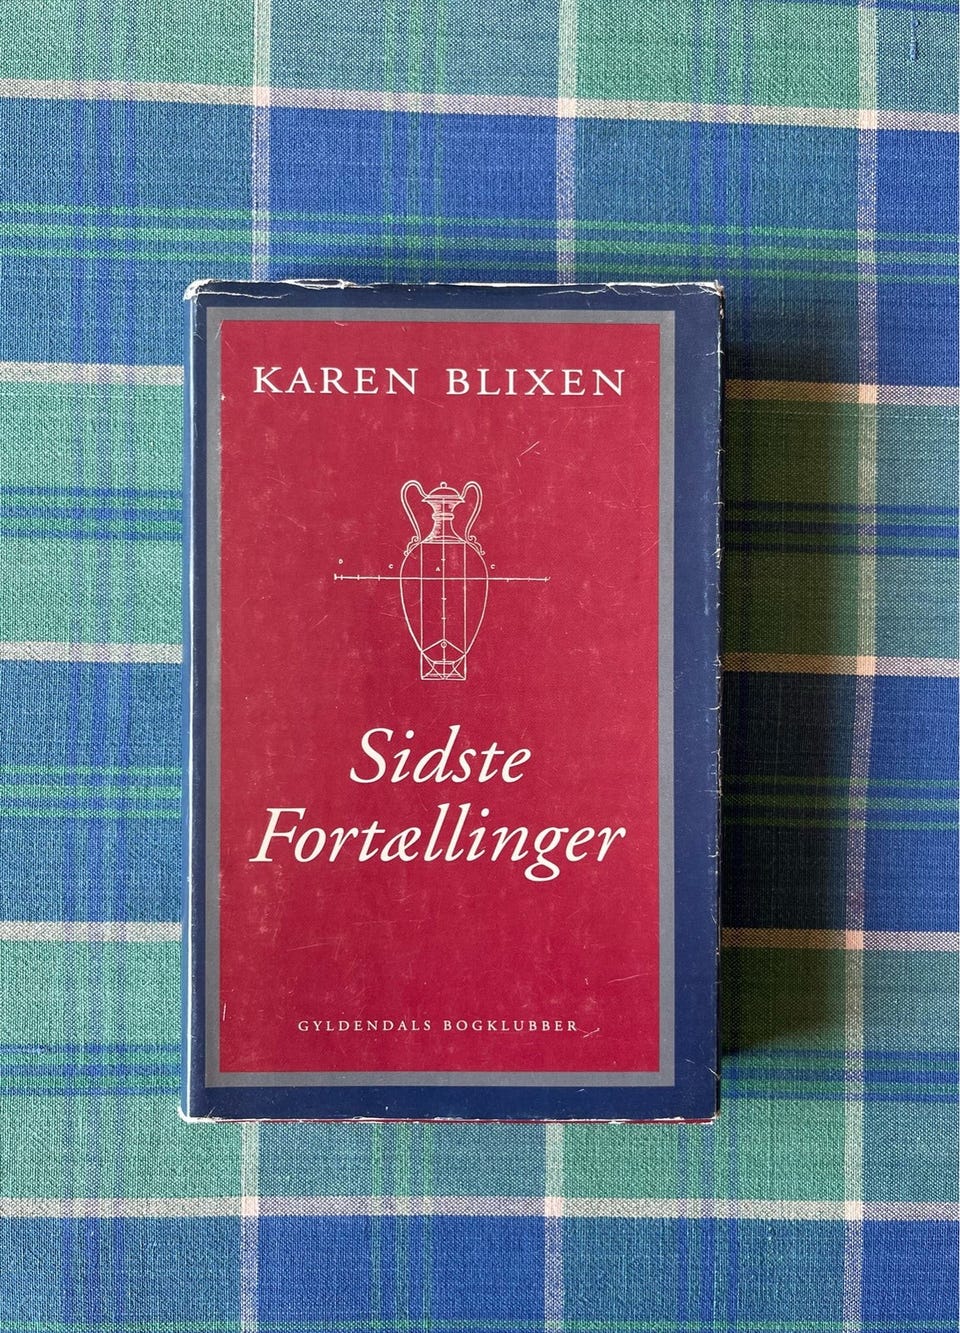 KAREN BLIXEN
D C A C
Sidste
Fortællinger
GYLDENDALS BOGKLUBBER